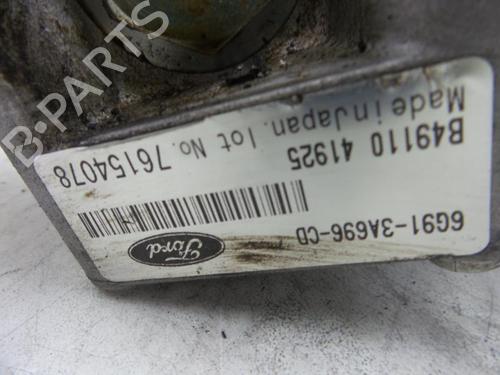 B-PARTS
Made in Japan. lot No. 76154078
B49110 41925
6G91-3A696-CD
Ford